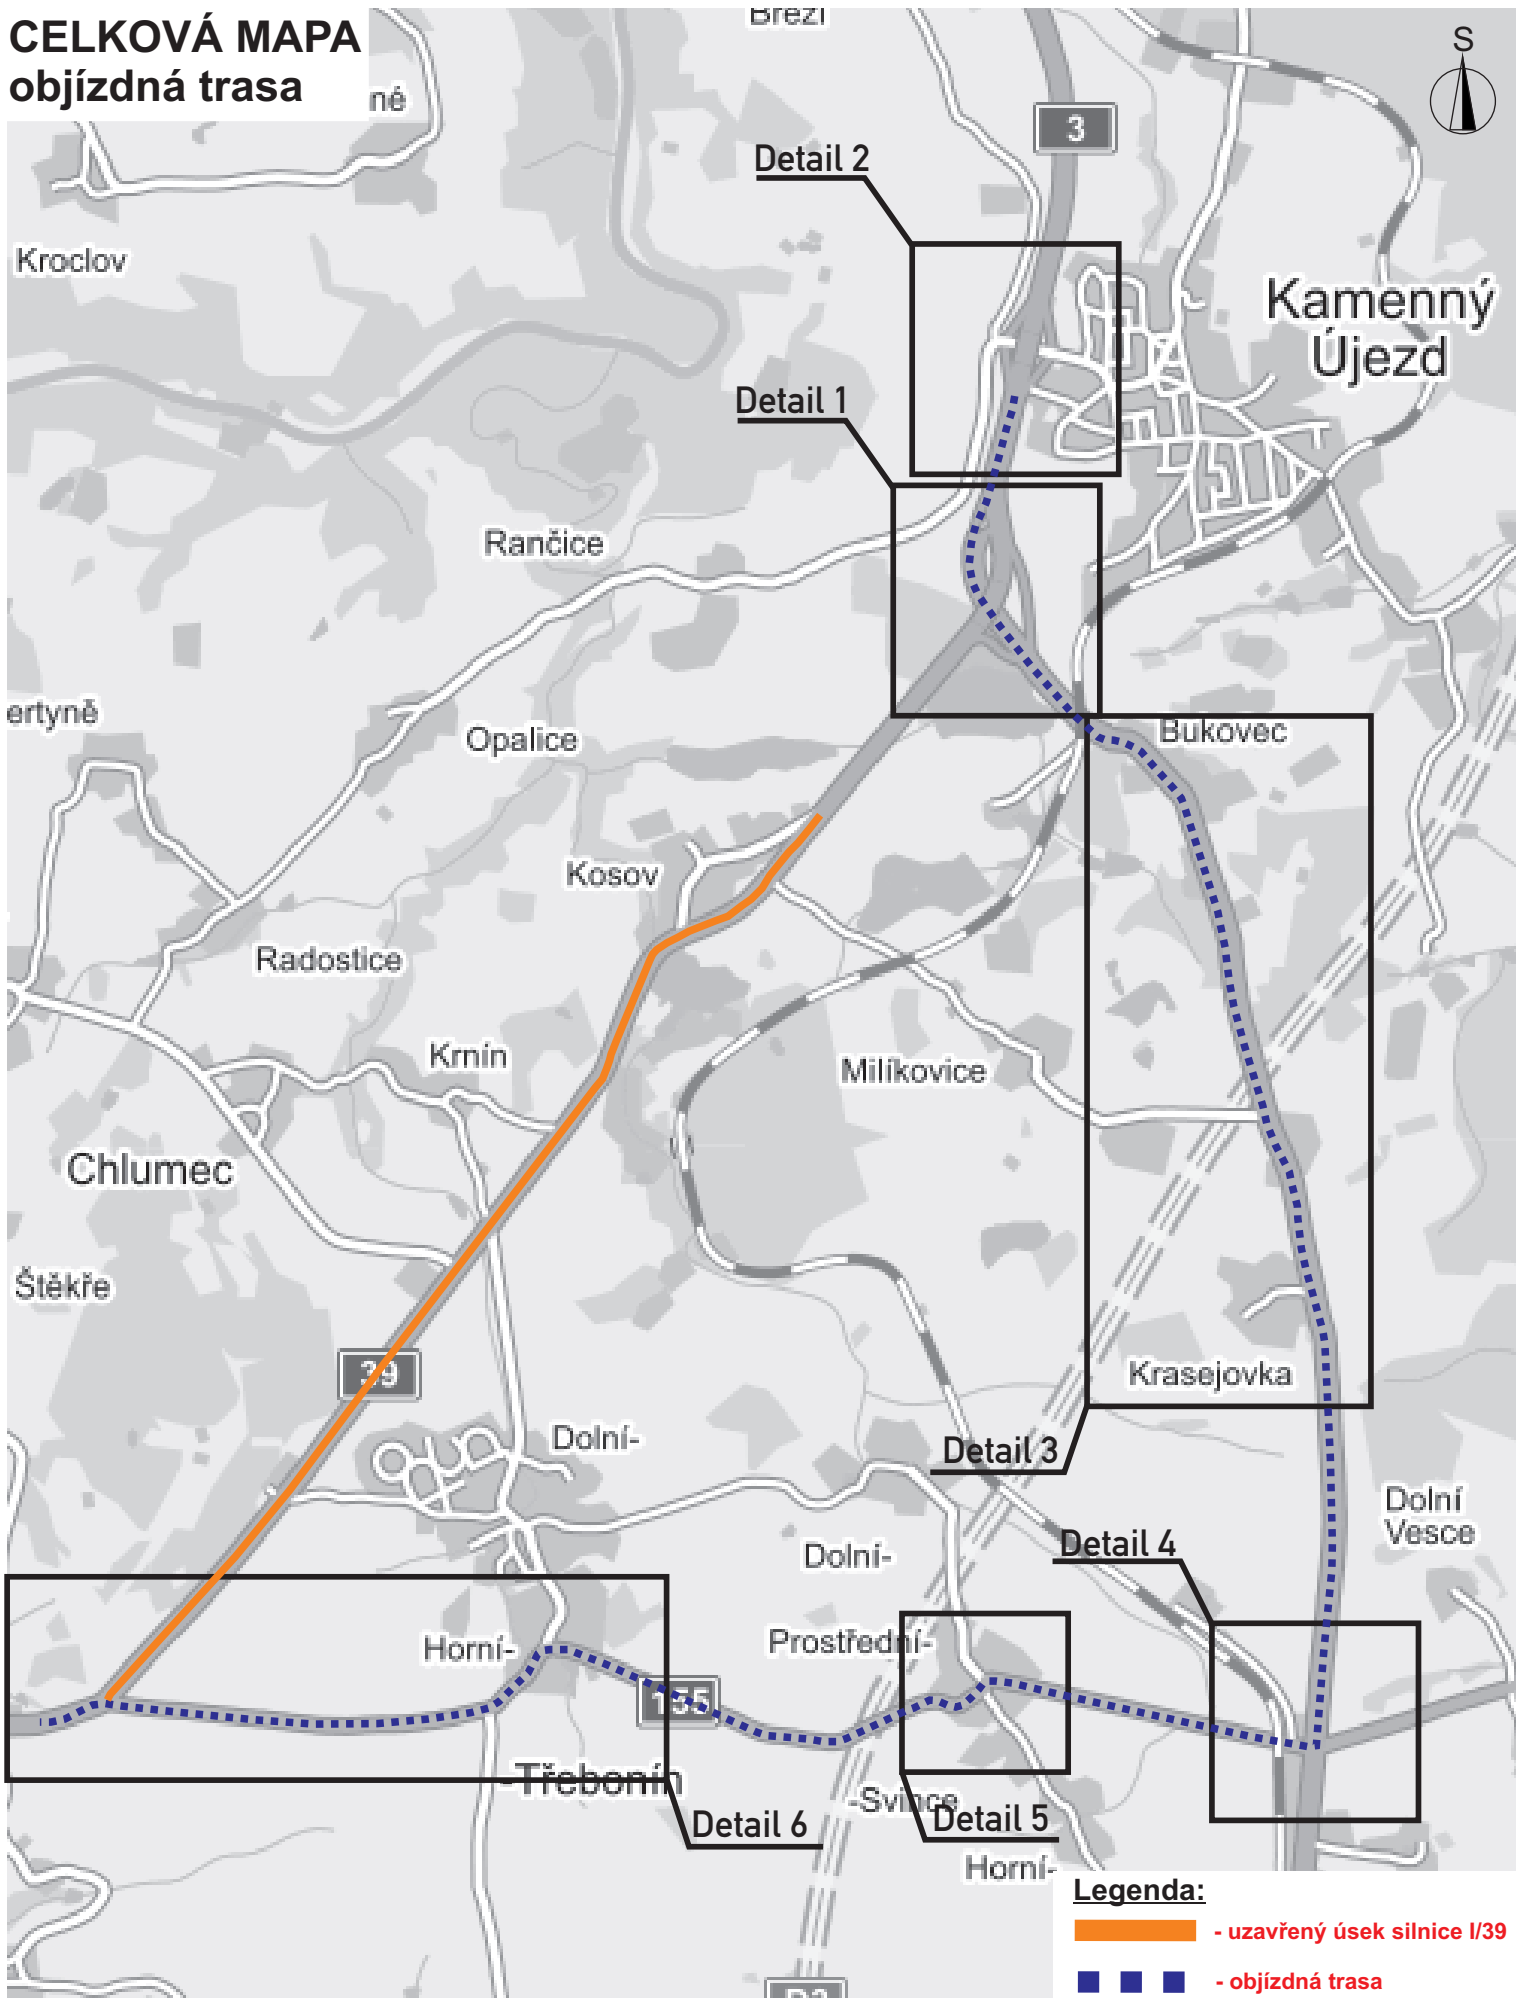 CELKOVÁ MAPA
objízdná trasa
Březí
né
S
3
Detail 2
Kroclov
Kamenný
Újezd
Detail 1
Rančice
ertyně
Opalice
Bukovec
Kosov
Radostice
Krnín
Milíkovice
Chlumec
Štěkře
39
Krasejovka
Dolní-
Detail 3
Dolní
Vesce
Detail 4
Dolní-
Horní-
Prostřední-
155
-Třebonín
-Svince
Detail 6
Detail 5
Horní-
Legenda:
- uzavřený úsek silnice I/39
- objízdná trasa